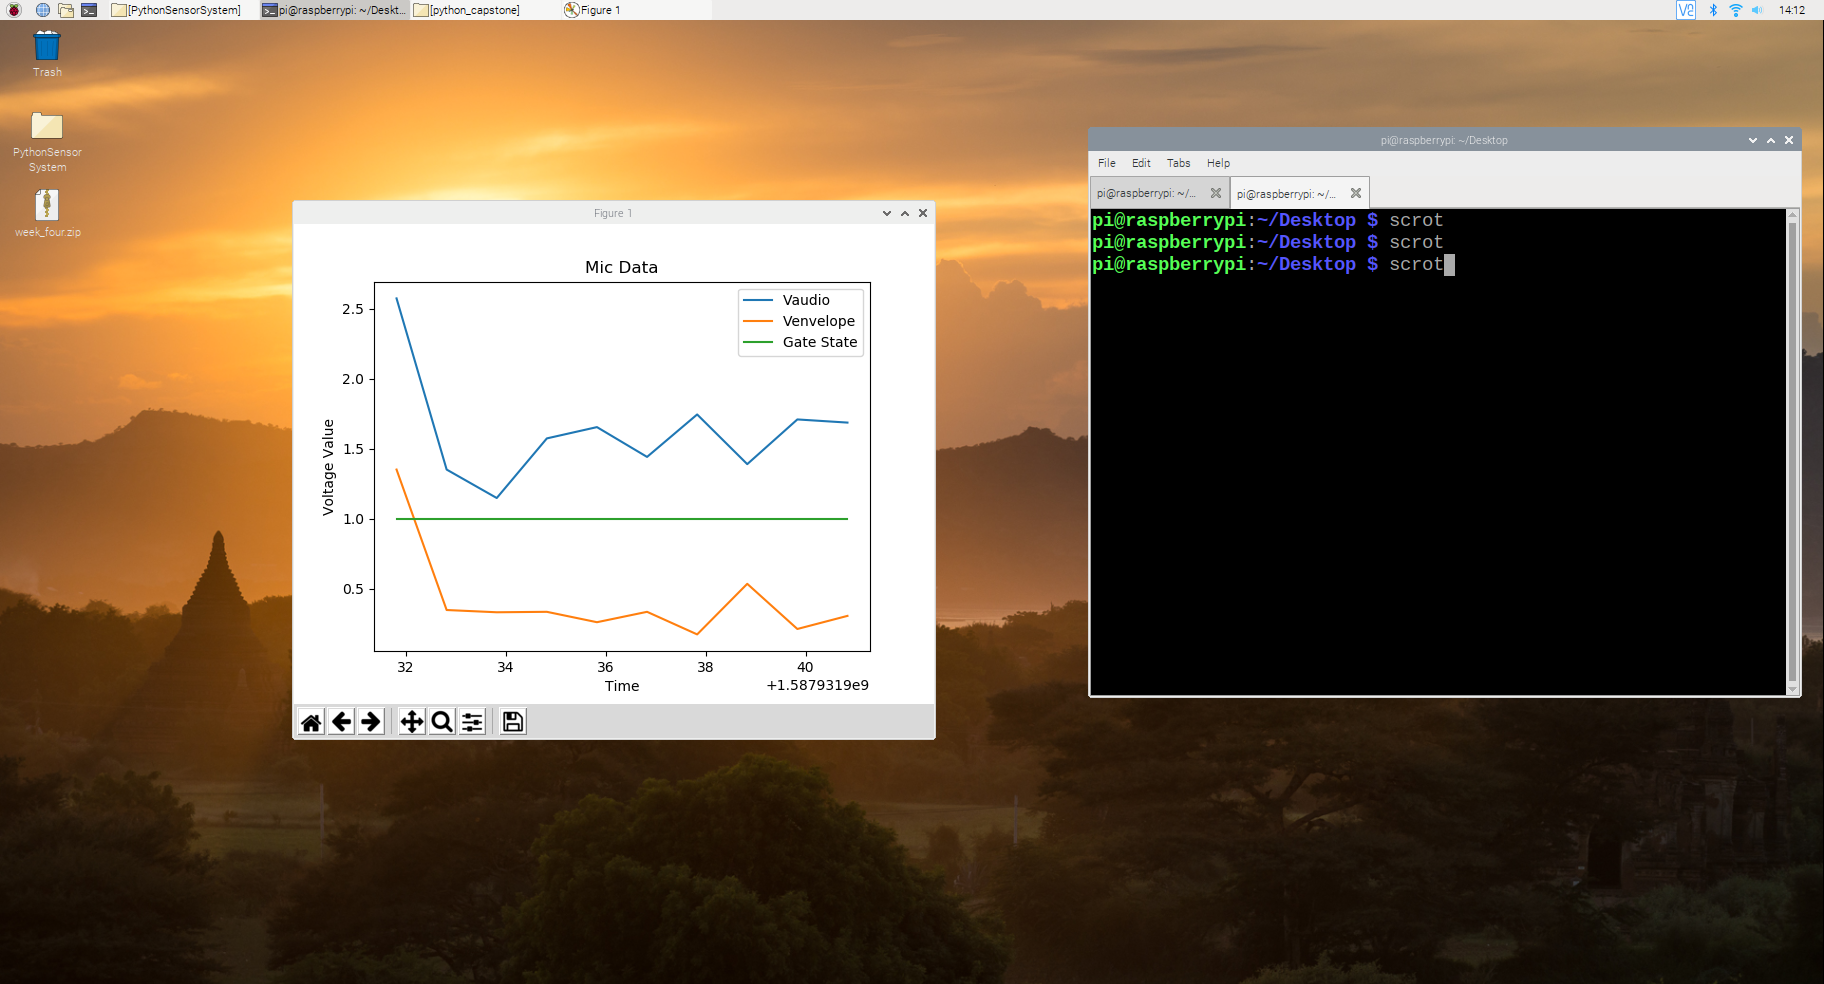 [PythonSensorSystem]
pi@raspberrypi: ~/Deskt...
[python_capstone]
Figure 1
V2
14:12
Trash
PythonSensor
System
week_four.zip
Figure 1
Mic Data
Vaudio
Venvelope
Gate State
2.5
2.0
1.5
1.0
0.5
Voltage Value
32 34 36 38 40
Time
+1.5879319e9
pi@raspberrypi: ~/Desktop
File Edit Tabs Help
pi@raspberrypi: ~/... pi@raspberrypi: ~/...
pi@raspberrypi:~/Desktop $ scrot
pi@raspberrypi:~/Desktop $ scrot
pi@raspberrypi:~/Desktop $ scrot